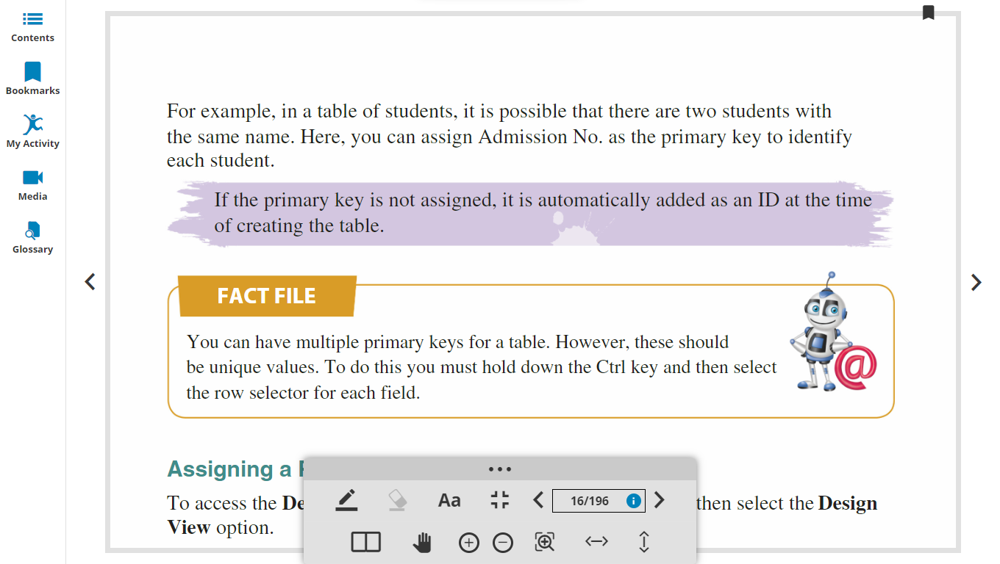 Contents
Bookmarks
My Activity
Media
Glossary
For example, in a table of students, it is possible that there are two students with
the same name. Here, you can assign Admission No. as the primary key to identify
each student.
If the primary key is not assigned, it is automatically added as an ID at the time
of creating the table.
FACT FILE
You can have multiple primary keys for a table. However, these should
be unique values. To do this you must hold down the Ctrl key and then select
the row selector for each field.
@
Assigning a
To access the
then select the Design
View option.
Aa
16/196
i